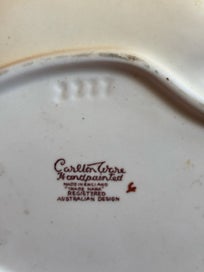 Carlton Ware
Handpainted
MADE IN ENGLAND
"TRADE MARK"
REGISTERED
AUSTRALIAN DESIGN